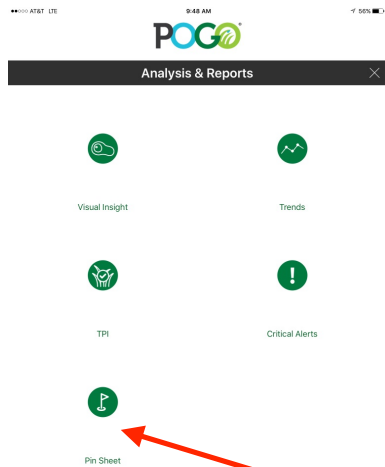 AT&T LTE 9:48 AM 56%
POGO
Analysis & Reports
Visual Insight Trends
TPI Critical Alerts
Pin Sheet